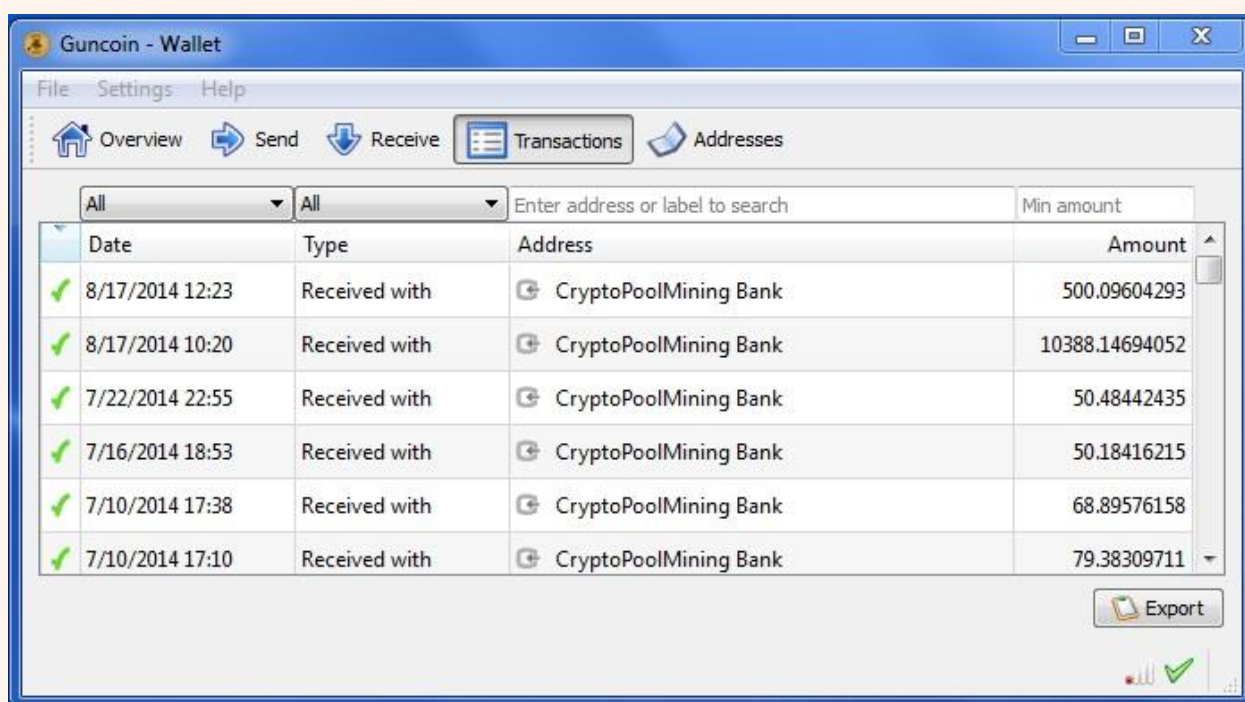 Guncoin - Wallet
File Settings Help
Overview Send Receive Transactions Addresses
All All Enter address or label to search Min amount
Date Type Address Amount
8/17/2014 12:23 Received with CryptoPoolMining Bank 500.09604293
8/17/2014 10:20 Received with CryptoPoolMining Bank 10388.14694052
7/22/2014 22:55 Received with CryptoPoolMining Bank 50.48442435
7/16/2014 18:53 Received with CryptoPoolMining Bank 50.18416215
7/10/2014 17:38 Received with CryptoPoolMining Bank 68.89576158
7/10/2014 17:10 Received with CryptoPoolMining Bank 79.38309711
Export